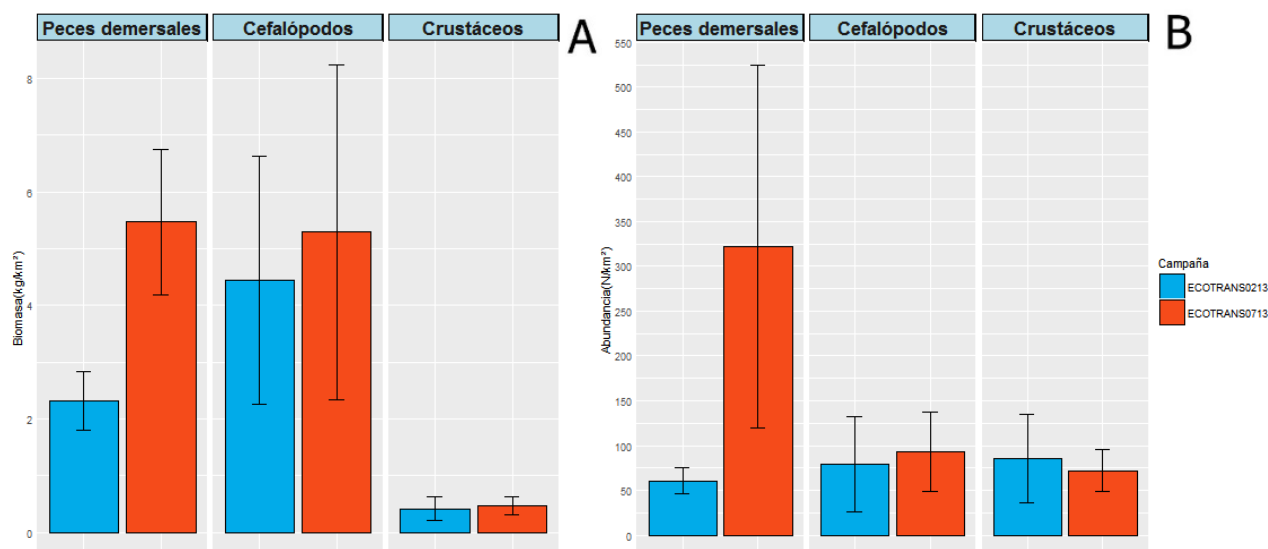 Peces demersales
Cefalópodos
Crustáceos
A
8
6
4
2
0
Biomasa(kg/km²)
Peces demersales
Cefalópodos
Crustáceos
B
550
500
450
400
350
300
250
200
150
100
50
0
Abundancia(N/km²)
Campaña
ECOTRANS0213
ECOTRANS0713